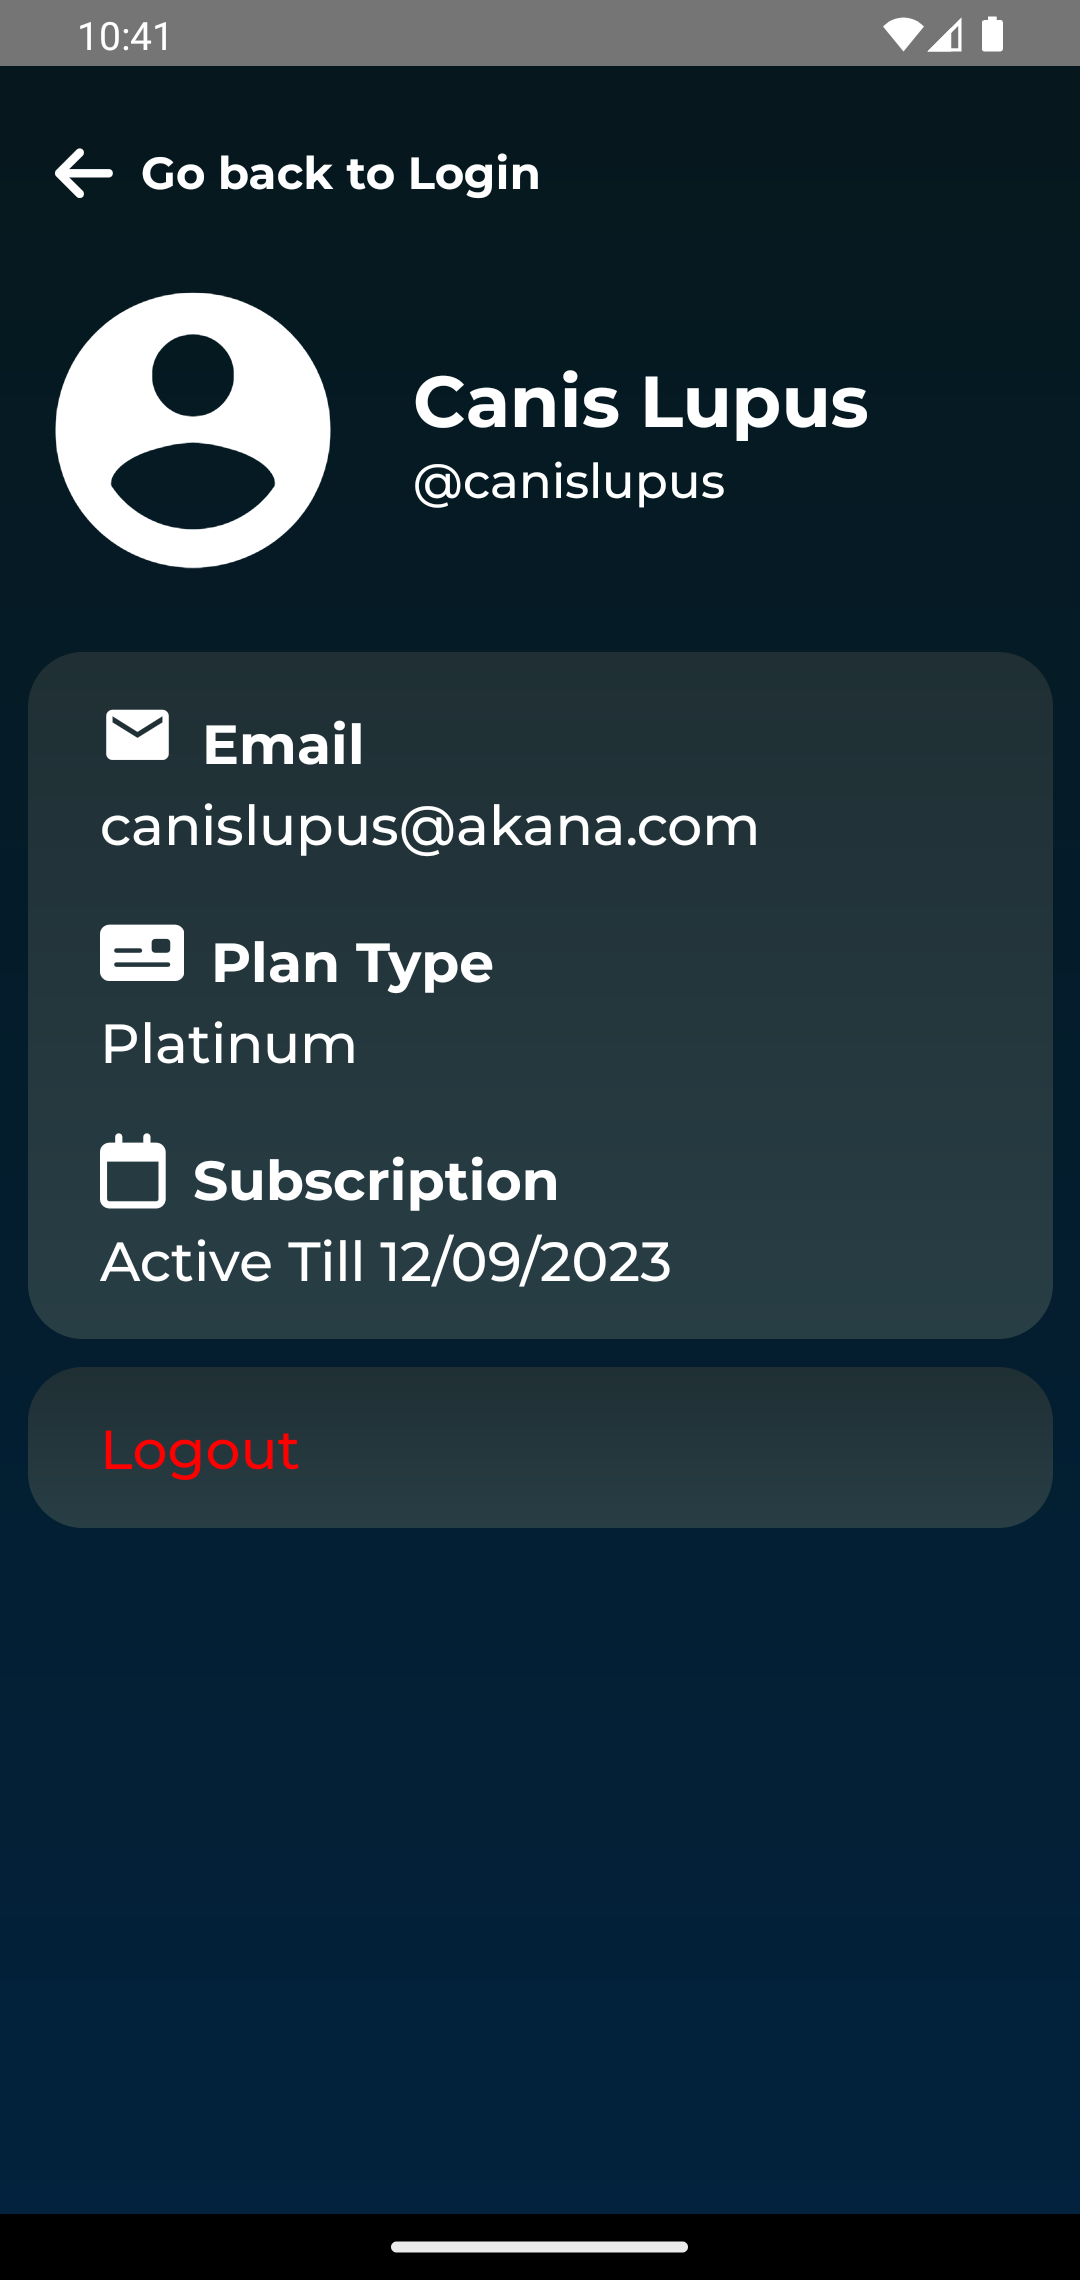 10:41
Go back to Login
Canis Lupus
@canislupus
Email
canislupus@akana.com
Plan Type
Platinum
Subscription
Active Till 12/09/2023
Logout